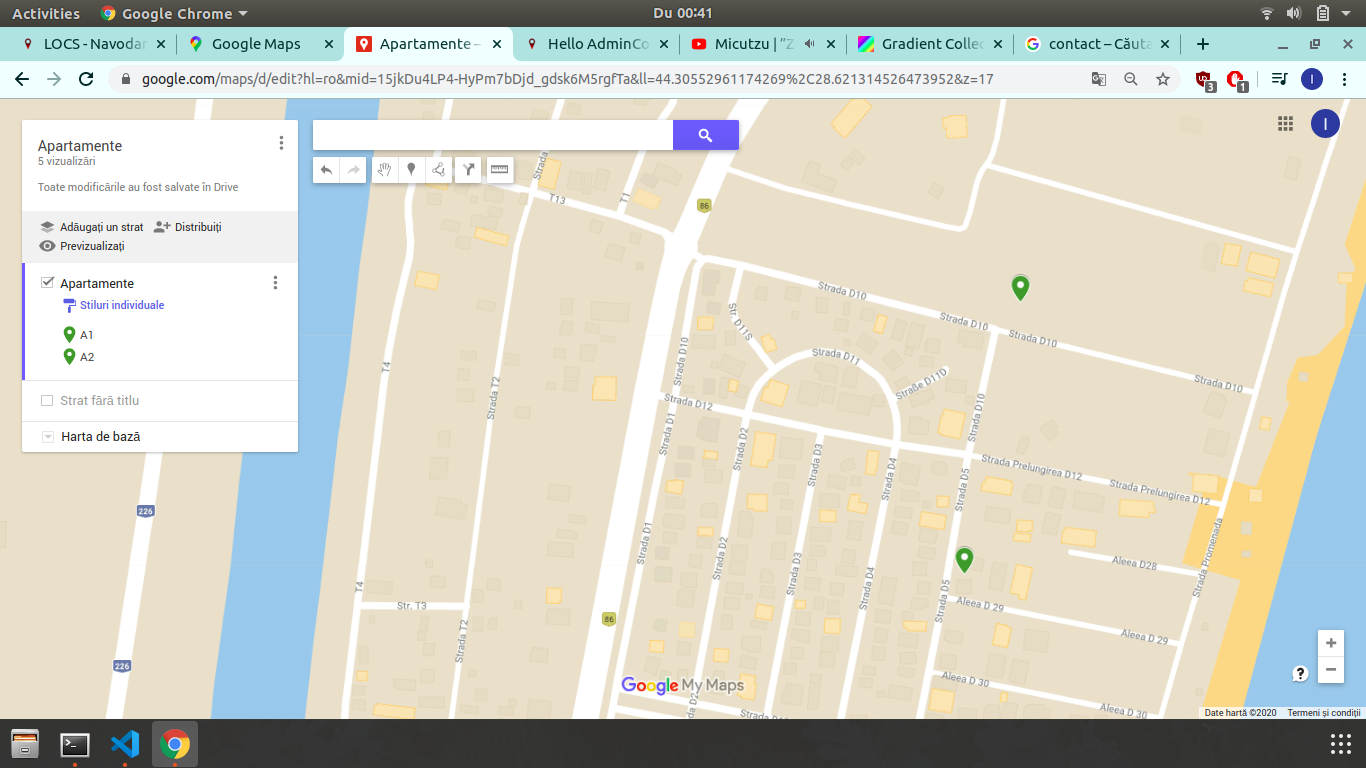 Activities
Google Chrome
Du 00:41
LOCS - Navodar
Google Maps
Apartamente –
Hello AdminCo
Micutzu | "Z
Gradient Collec
contact – Căuta
google.com/maps/d/edit?hl=ro&mid=15jkDu4LP4-HyPm7bDjd_gdsk6M5rgfTa&ll=44.30552961174269%2C28.621314526473952&z=17
3
1
I
I
Apartamente
5 vizualizări
Toate modificările au fost salvate în Drive
Adăugați un strat
Distribuiți
Previzualizați
Apartamente
Stiluri individuale
A1
A2
Strat fără titlu
Harta de bază
Strada
T13
T1
86
Strada D10
Strada D10
Strada D10
Strada D10
Str. D11S
Strada D11
Straße D11D
Strada D10
Strada D10
T4
Strada T2
Strada D12
Strada D1
Strada D2
Strada D3
Strada D4
Strada D5
Strada Prelungirea D12
Strada Prelungirea D12
226
Strada D1
Strada D2
Strada D3
Strada D4
Strada D5
Strada Promenada
Aleea D28
T4
Str. T3
Strada T2
86
Aleea D 29
Aleea D 29
226
Aleea D 30
Aleea D 30
Google My Maps
Date hartă ©2020
Termeni și condiții